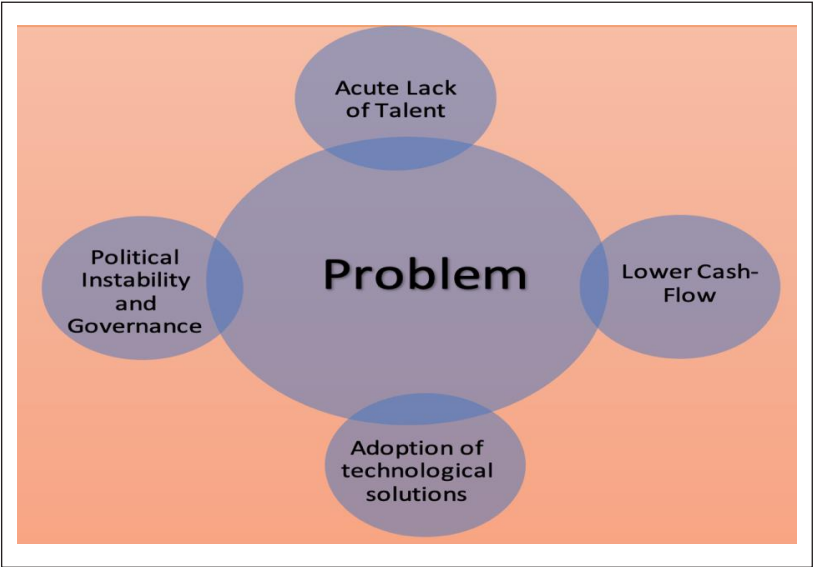 Acute Lack
of Talent
Political
Instability
and
Governance
Problem
Lower Cash-
Flow
Adoption of
technological
solutions